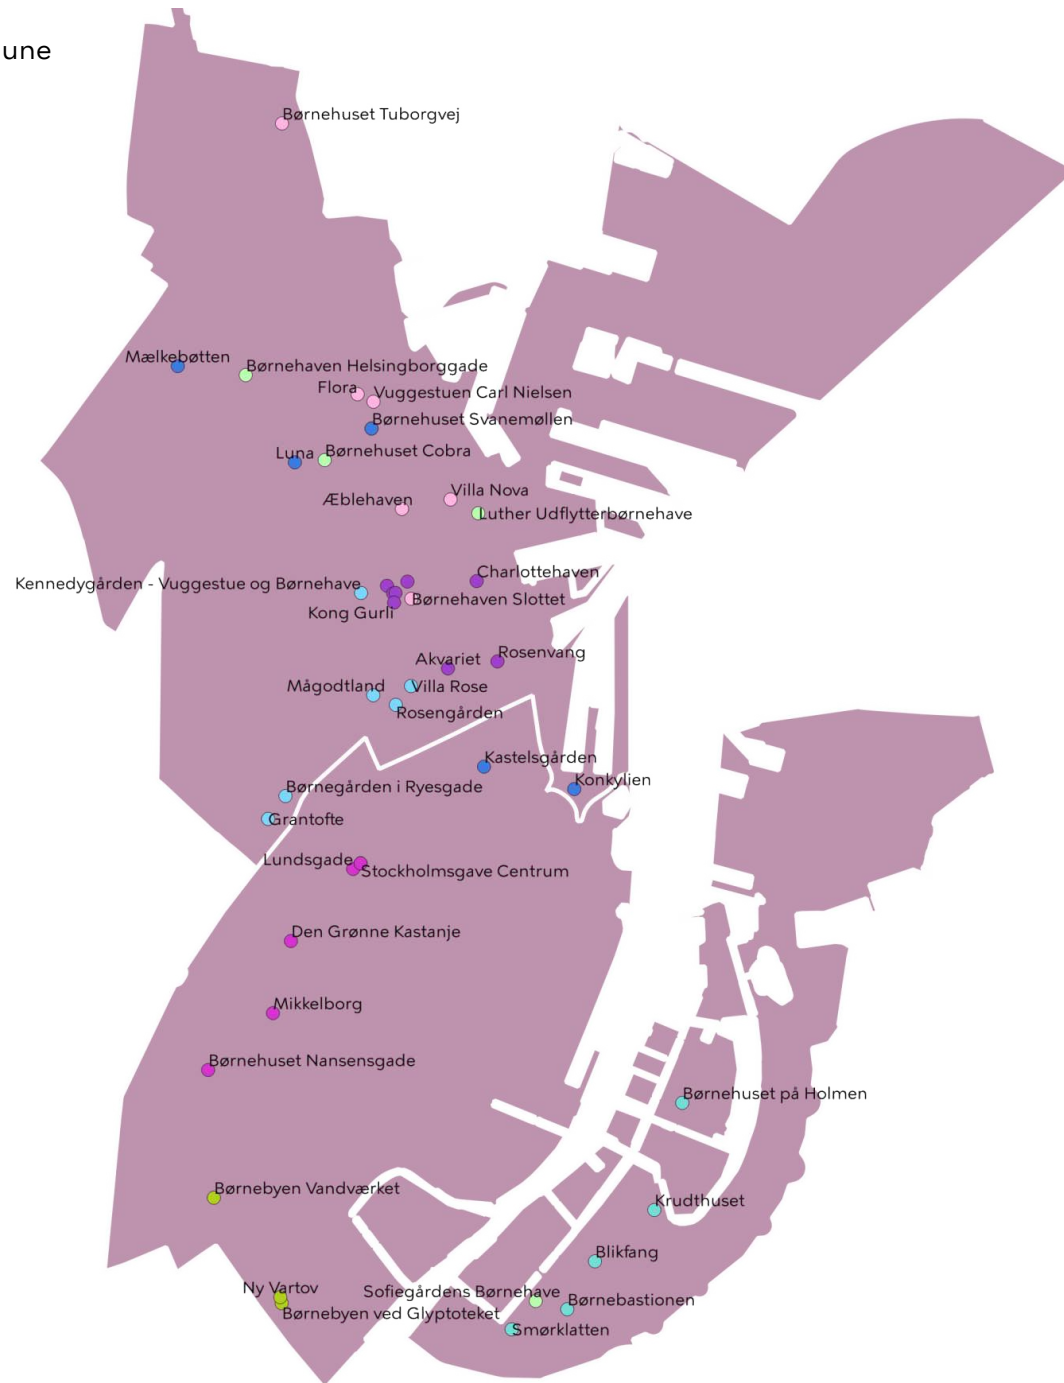 une
Børnehuset Tuborgvej
Mælkebøtten
Børnehaven Helsingborggade
Flora
Vuggestuen Carl Nielsen
Børnehuset Svanemøllen
Luna
Børnehuset Cobra
Villa Nova
Æblehaven
Luther Udflytterbørnehave
Charlottehaven
Kennedygården - Vuggestue og Børnehave
Børnehaven Slottet
Kong Gurli
Rosenvang
Akvariet
Mågodtland
Villa Rose
Rosengården
Kastelsgården
Konkylien
Børnegården i Ryesgade
Grantofte
Lundsgade
Stockholmsgave Centrum
Den Grønne Kastanje
Mikkelborg
Børnehuset Nansensgade
Børnehuset på Holmen
Børnebyen Vandværket
Krudthuset
Blikfang
Ny Vartov
Sofiegårdens Børnehave
Børnebastionen
Børnebyen ved Glyptoteket
Smørklatten